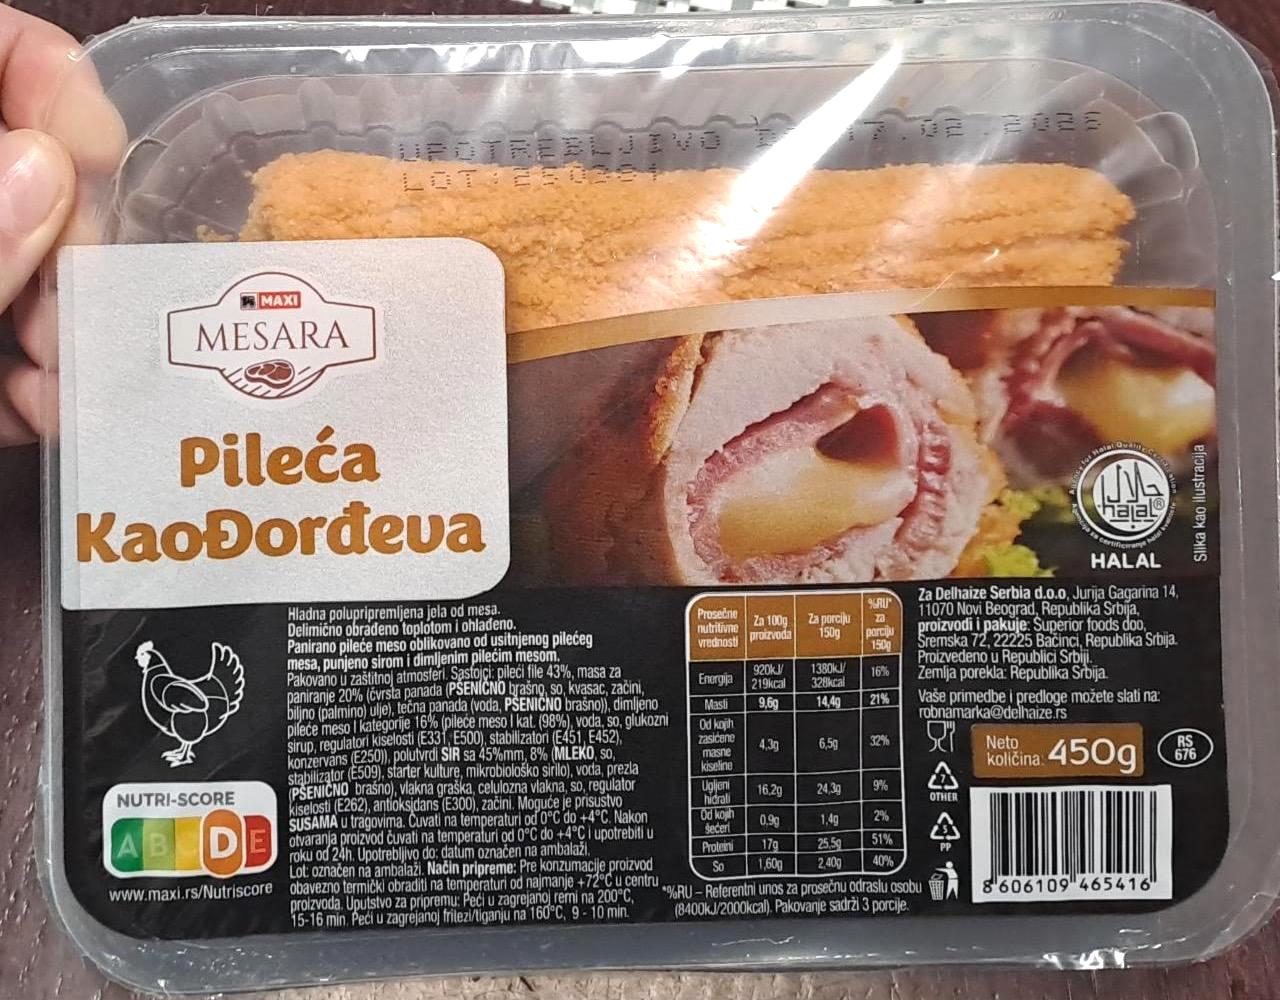 UPOTREBLJIVO
LOT:
MAXI
MESARA
Pileća
KaoĐorđeva
halal®
HALAL
Slika kao ilustracija
Hladna polupripremljena jela od mesa.
Delimično obrađeno toplotom i ohlađeno.
Panirano pileće meso oblikovano od usitnjenog pilećeg
mesa, punjeno sirom i dimljenim pilećim mesom.
Pakovano u zaštitnoj atmosferi. Sastojci: pileći file 43%, masa za
paniranje 20% (čvrsta panada (PŠENIČNO brašno, so, kvasac, začini,
biljno (palmino) ulje), tečna panada (voda, PŠENIČNO brašno)), dimljeno
pileće meso I kategorije 16% (pileće meso I kat. (98%), voda, so, glukozni
sirup, regulatori kiselosti (E331, E500), stabilizatori (E451, E452),
konzervans (E250)), polutvrdi SIR sa 45%mm, 8% (MLEKO, so,
stabilizator (E509), starter kulture, mikrobiološko sirilo), voda, prezla
(PŠENIČNO brašno), vlakna graška, celulozna vlakna, so, regulator
kiselosti (E262), antioksidans (E300), začini. Moguće je prisustvo
SUSAMA u tragovima. Čuvati na temperaturi od 0°C do +4°C. Nakon
otvaranja proizvod čuvati na temperaturi od 0°C do +4°C i upotrebiti u
roku od 24h. Upotrebljivo do: datum označen na ambalaži.
Lot: označen na ambalaži. Način pripreme: Pre konzumacije proizvod
obavezno termički obraditi na temperaturi od najmanje +72°C u centru
proizvoda. Uputstvo za pripremu: Peći u zagrejanoj rerni na 200°C,
15-16 min. Peći u zagrejanoj fritezi/tiganju na 160°C, 9 - 10 min.
NUTRI-SCORE
A B C D E
www.maxi.rs/Nutriscore
Prosečne nutritivne vrednosti Za 100g proizvoda Za porciju 150g %RU* za porciju 150g
Energija 920kJ/ 219kcal 1380kJ/ 328kcal 16%
Masti 9,6g 14,4g 21%
Od kojih zasićene masne kiseline 4,3g 6,5g 32%
Ugljeni hidrati 16,2g 24,3g 9%
Od kojih šećeri 0,9g 1,4g 2%
Proteini 17g 25,5g 51%
So 1,60g 2,40g 40%
*%RU – Referentni unos za prosečnu odraslu osobu
(8400kJ/2000kcal). Pakovanje sadrži 3 porcije.
Za Delhaize Serbia d.o.o, Jurija Gagarina 14,
11070 Novi Beograd, Republika Srbija,
proizvodi i pakuje: Superior foods doo,
Sremska 72, 22225 Bačinci, Republika Srbija.
Proizvedeno u Republici Srbiji.
Zemlja porekla: Republika Srbija.
Vaše primedbe i predloge možete slati na:
robnamarka@delhaize.rs
Neto
količina: 450g
RS
676
7
OTHER
5
PP
8 606109 465416